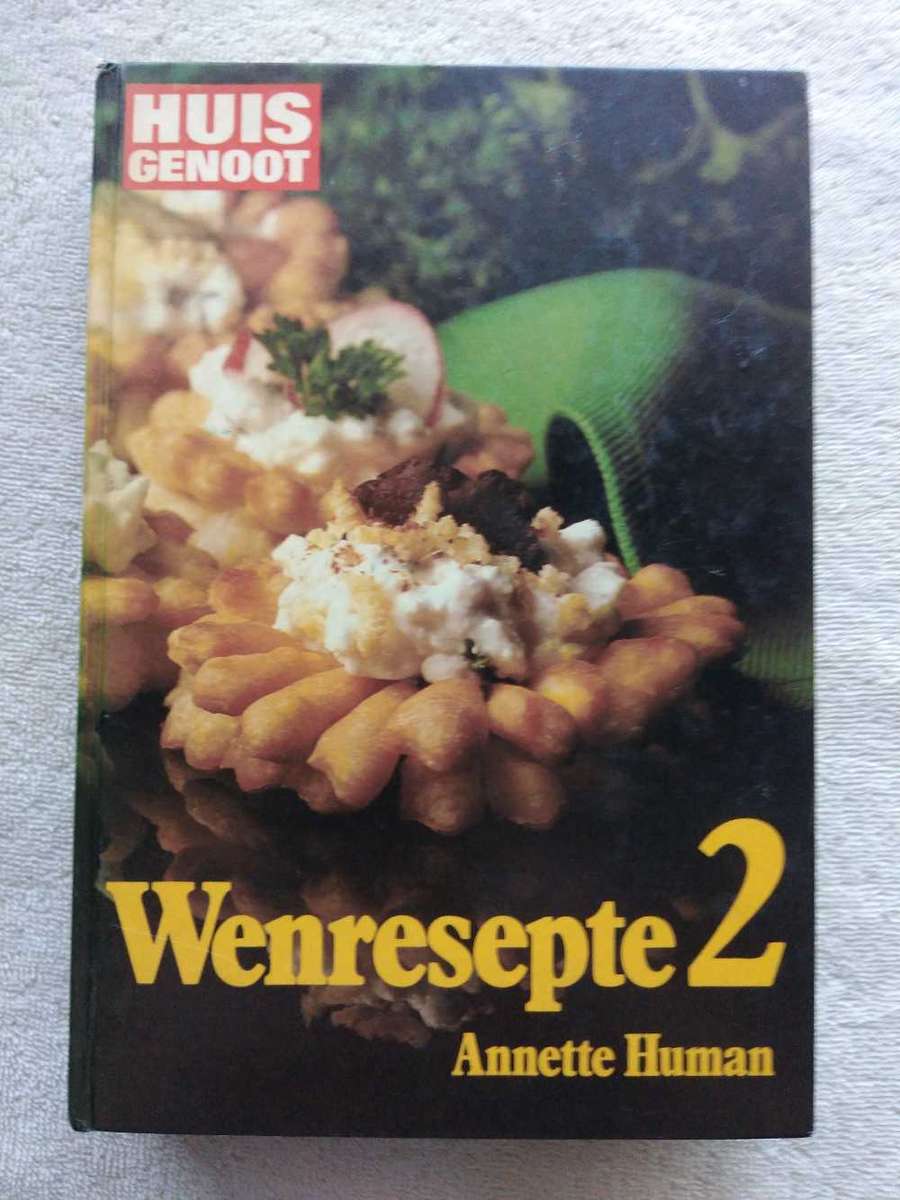 HUIS
GENOOT
Wenresepte 2
Annette Human